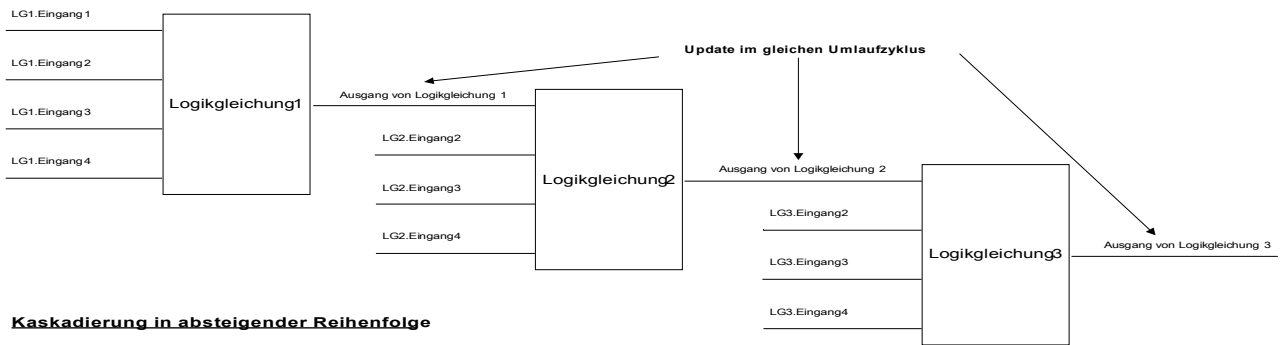 LG1.Eingang1
LG1.Eingang2
LG1.Eingang3
LG1.Eingang4
Logikgleichung1
Update im gleichen Umlaufzyklus
Ausgang von Logikgleichung 1
LG2.Eingang2
LG2.Eingang3
LG2.Eingang4
Logikgleichung2
Ausgang von Logikgleichung 2
LG3.Eingang2
LG3.Eingang3
LG3.Eingang4
Logikgleichung3
Ausgang von Logikgleichung 3
Kaskadierung in absteigender Reihenfolge